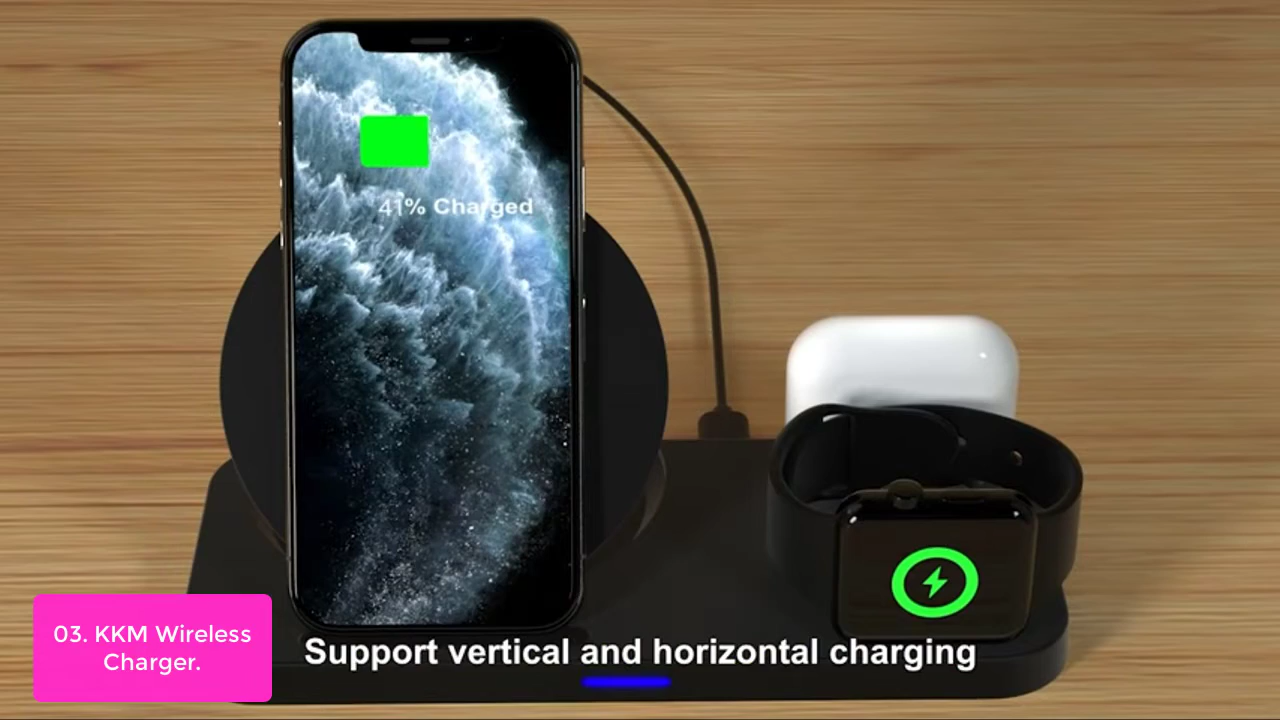 41% Charged
03. KKM Wireless
Charger.
Support vertical and horizontal charging